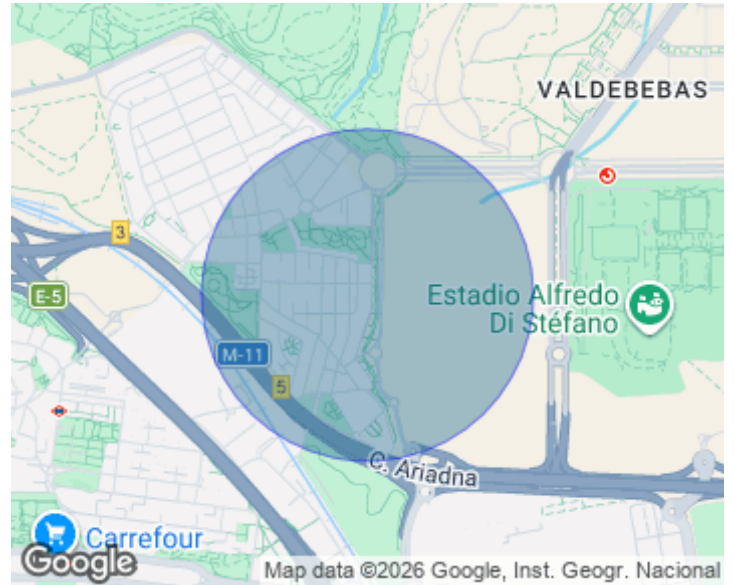 VALDEBEBAS
3
E-5
Estadio Alfredo
Di Stéfano
M-11
5
C. Ariadna
Carrefour
Google
Map data ©2026 Google, Inst. Geogr. Nacional